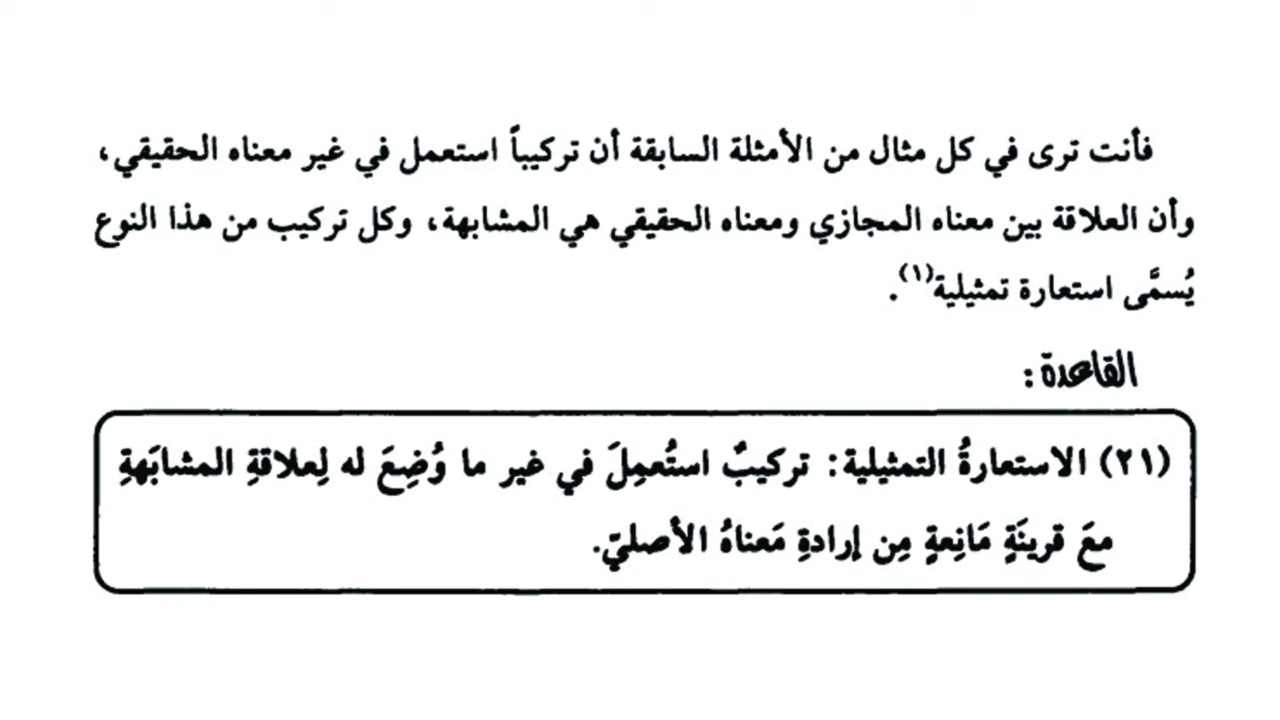 فأنت ترى في كل مثال من الأمثلة السابقة أن تركيباً استعمل في غير معناه الحقيقي،
وأن العلاقة بين معناه المجازي ومعناه الحقيقي هي المشابهة، وكل تركيب من هذا النوع
يُسمَّى استعارة تمثيلية(١).
القاعدة:
(٢١) الاستعارةُ التمثيلية: تركيبٌ استُعمِلَ في غير ما وُضِعَ له لِعلاقةِ المشابَهةِ
معَ قرينَةٍ مَانِعةٍ مِن إرادةِ مَعناهُ الأصليّ.